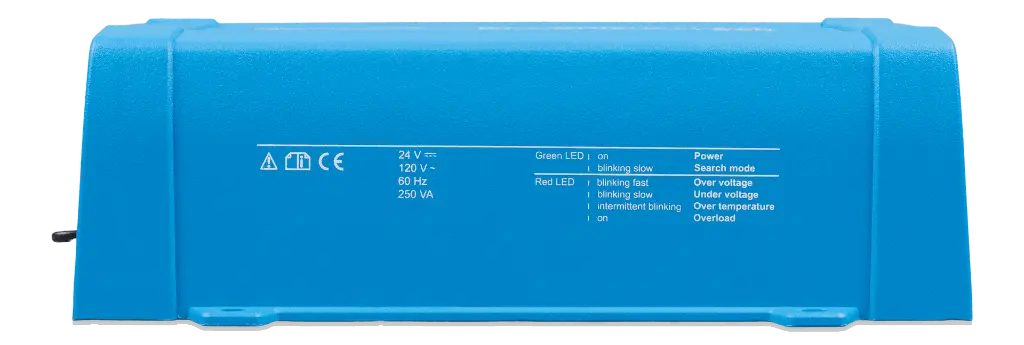 CE
24 V ⎓
120 V ~
60 Hz
250 VA
Green LED on Power
blinking slow Search mode
Red LED blinking fast Over voltage
blinking slow Under voltage
intermittent blinking Over temperature
on Overload